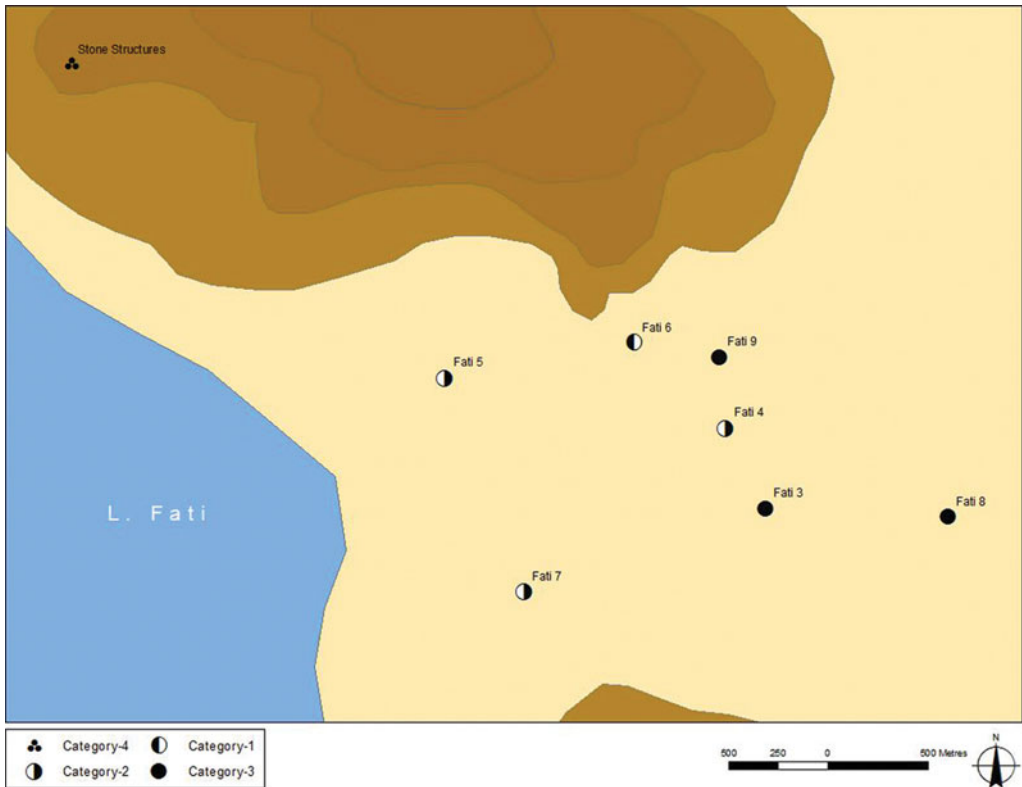 Stone Structures
Fati 6
Fati 9
Fati 5
Fati 4
Fati 3
Fati 8
L. Fati
Fati 7
Category-4
Category-1
Category-2
Category-3
500 250 0 500 Metres
N